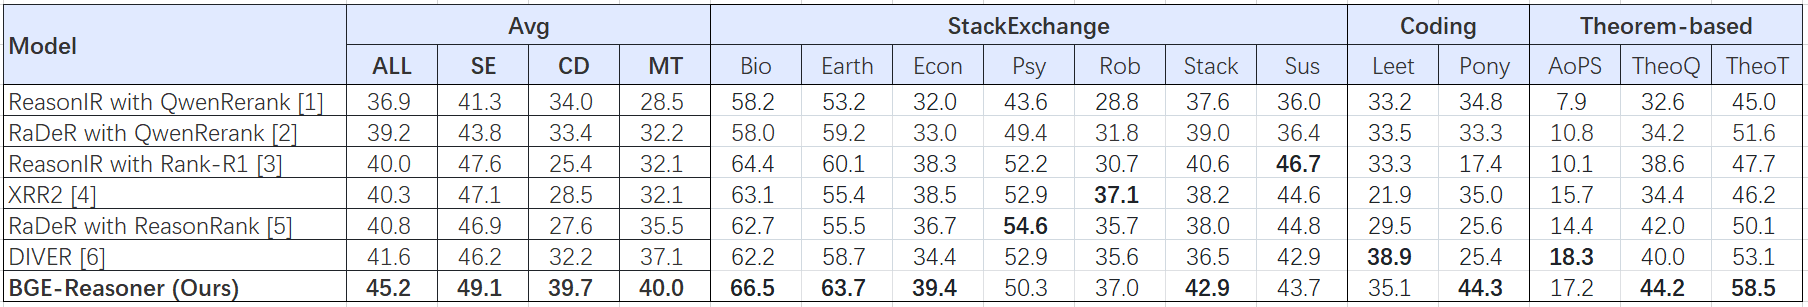 Model Avg StackExchange Coding Theorem-based
ALL SE CD MT Bio Earth Econ Psy Rob Stack Sus Leet Pony AoPS TheoQ TheoT
ReasonIR with QwenRerank [1] 36.9 41.3 34.0 28.5 58.2 53.2 32.0 43.6 28.8 37.6 36.0 33.2 34.8 7.9 32.6 45.0
RaDeR with QwenRerank [2] 39.2 43.8 33.4 32.2 58.0 59.2 33.0 49.4 31.8 39.0 36.4 33.5 33.3 10.8 34.2 51.6
ReasonIR with Rank-R1 [3] 40.0 47.6 25.4 32.1 64.4 60.1 38.3 52.2 30.7 40.6 46.7 33.3 17.4 10.1 38.6 47.7
XRR2 [4] 40.3 47.1 28.5 32.1 63.1 55.4 38.5 52.9 37.1 38.2 44.6 21.9 35.0 15.7 34.4 46.2
RaDeR with ReasonRank [5] 40.8 46.9 27.6 35.5 62.7 55.5 36.7 54.6 35.7 38.0 44.8 29.5 25.6 14.4 42.0 50.1
DIVER [6] 41.6 46.2 32.2 37.1 62.2 58.7 34.4 52.9 35.6 36.5 42.9 38.9 25.4 18.3 40.0 53.1
BGE-Reasoner (Ours) 45.2 49.1 39.7 40.0 66.5 63.7 39.4 50.3 37.0 42.9 43.7 35.1 44.3 17.2 44.2 58.5